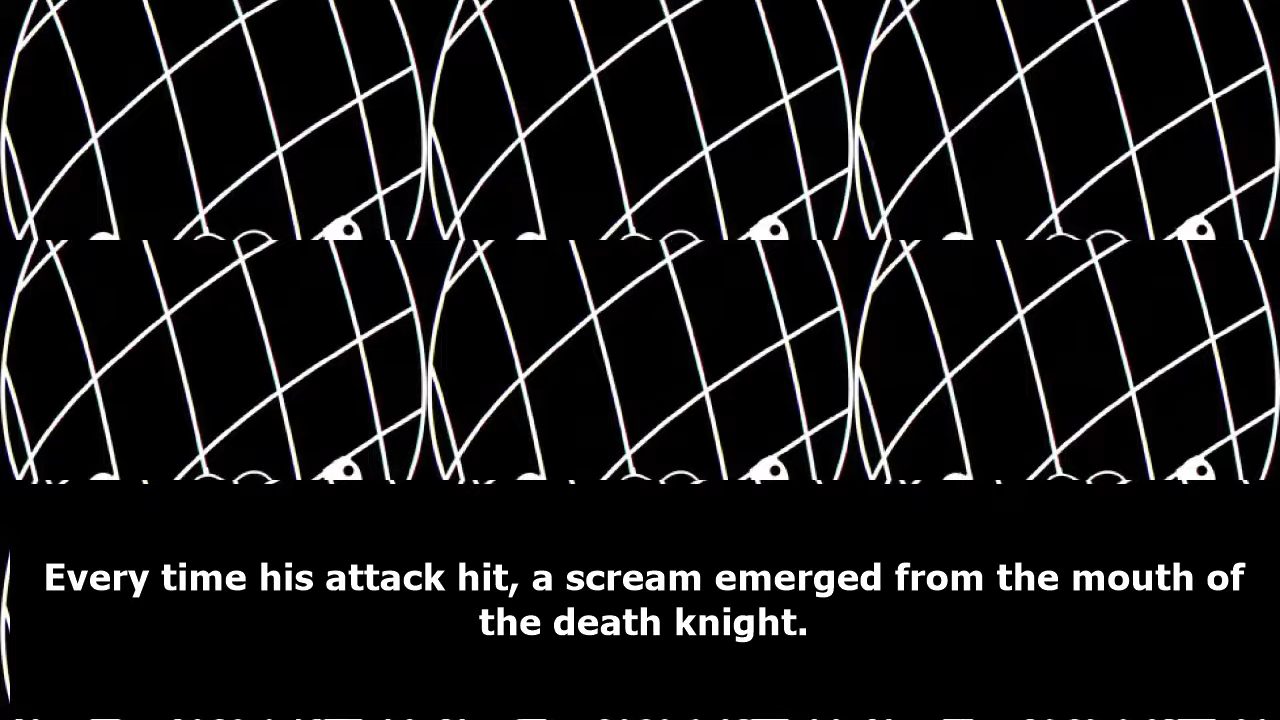 Every time his attack hit, a scream emerged from the mouth of
the death knight.